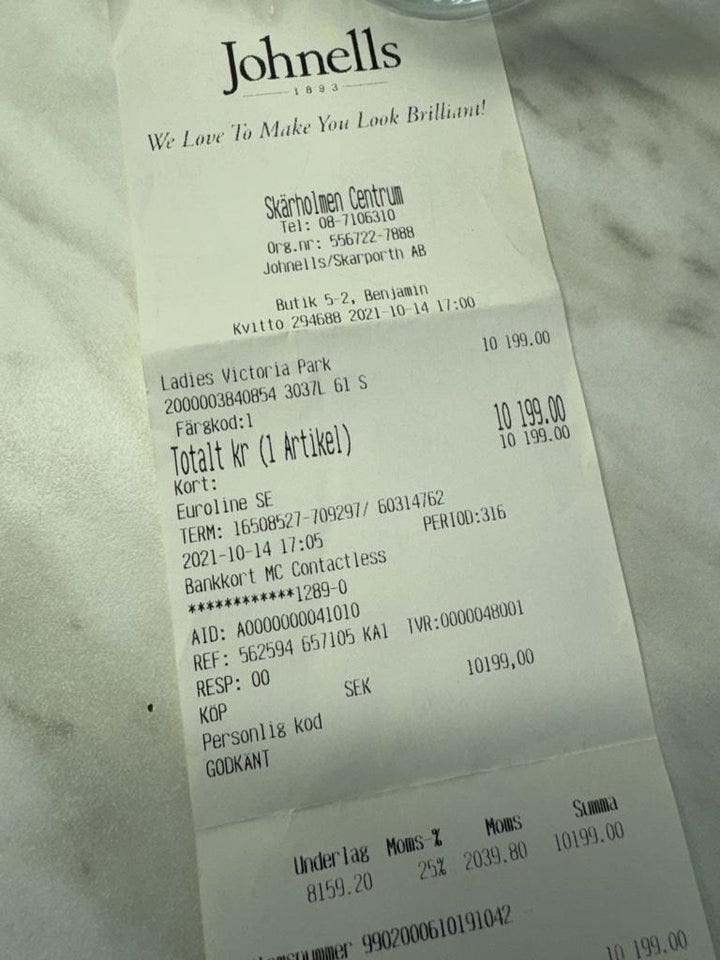 Johnells
1893
We Love To Make You Look Brilliant!
Skärholmen Centrum
Tel: 08-7106310
Org.nr: 556722-7888
Johnells/Skarporth AB
Butik 5-2, Benjamin
Kvitto 294688 2021-10-14 17:00
Ladies Victoria Park 10 199.00
2000003840854 3037L 61 S
Färgkod:1
Totalt kr (1 Artikel) 10 199.00
Kort: 10 199.00
Euroline SE
TERM: 16508527-709297/ 60314762
2021-10-14 17:05 PERIOD:316
Bankkort MC Contactless
************1289-0
AID: A0000000041010
REF: 562594 657105 KA1 TVR:0000048001
RESP: 00
KÖP SEK 10199,00
Personlig kod
GODKÄNT
Underlag Moms-% Moms Summa
8159.20 25% 2039.80 10199.00
9902000610191042
10 199.00